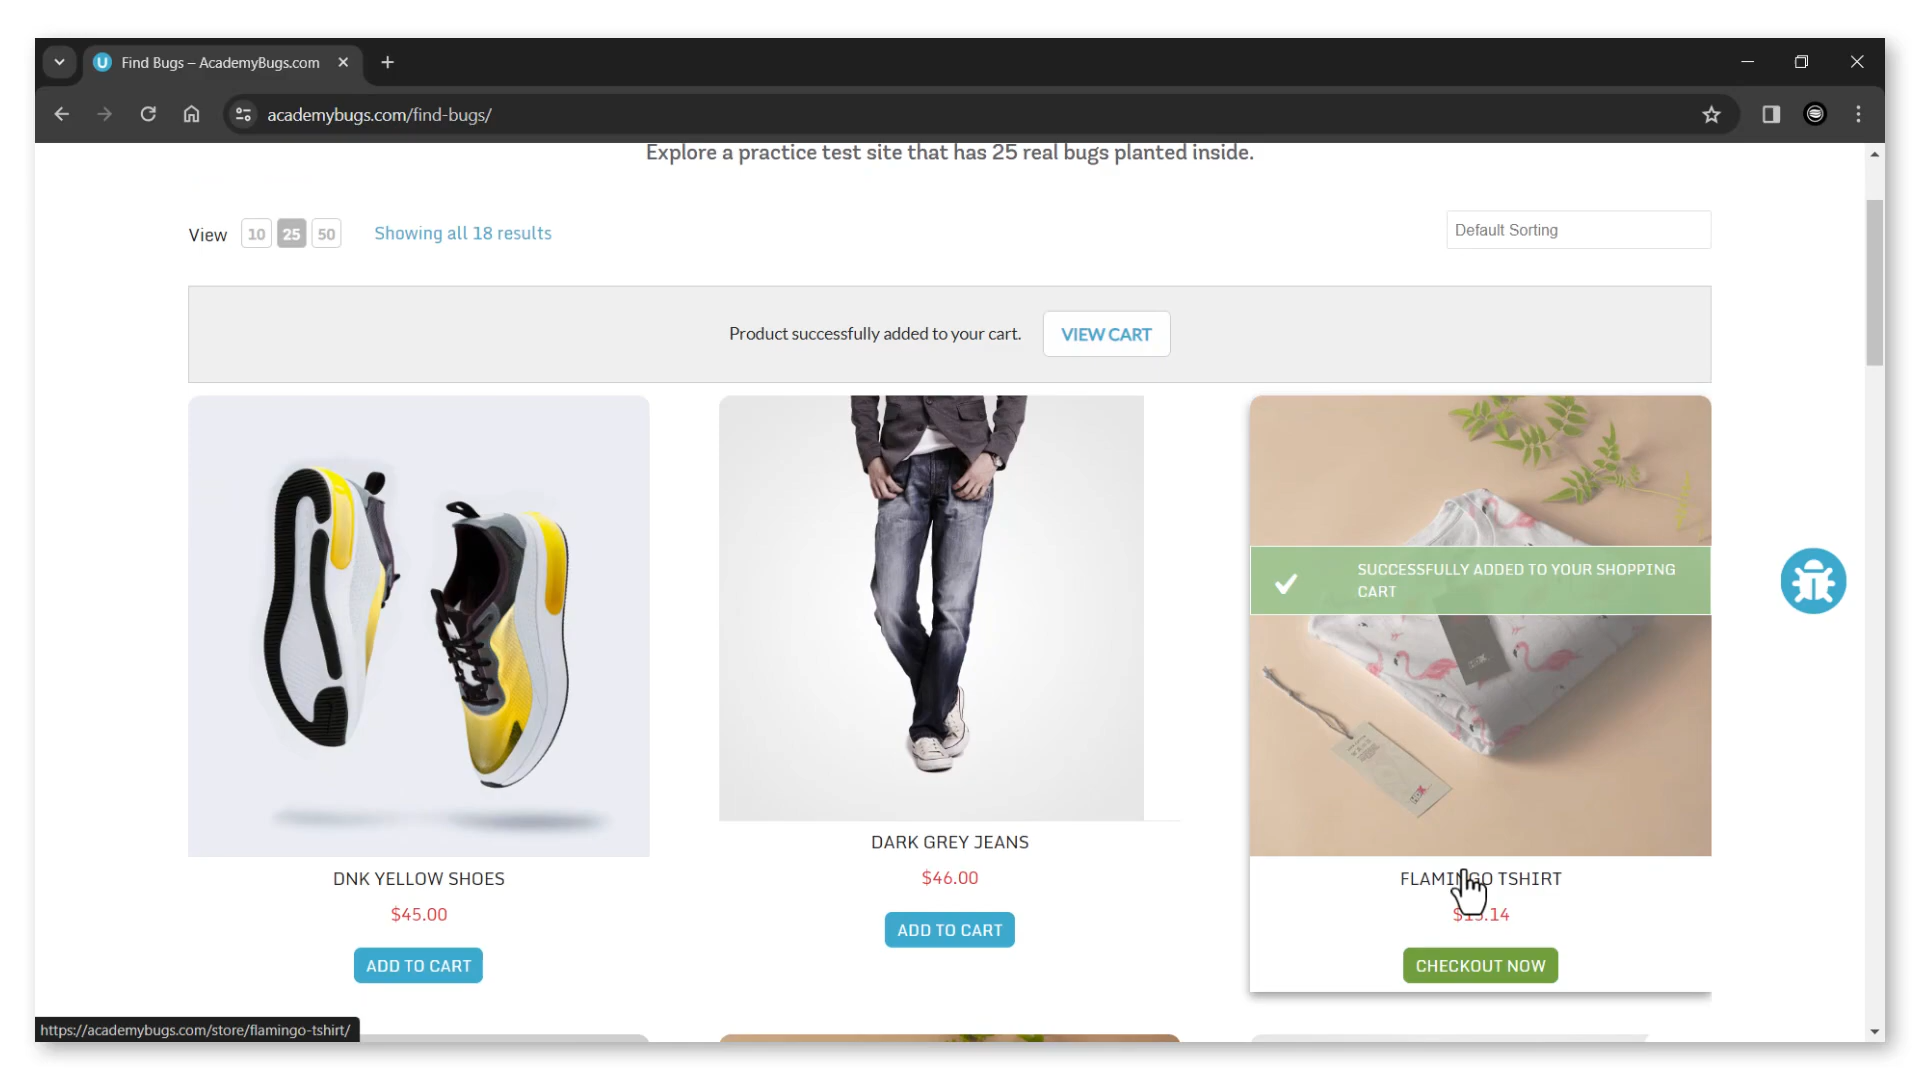 Find Bugs – AcademyBugs.com
academybugs.com/find-bugs/
Explore a practice test site that has 25 real bugs planted inside.
View 10 25 50 Showing all 18 results
Default Sorting
Product successfully added to your cart. VIEW CART
SUCCESSFULLY ADDED TO YOUR SHOPPING
CART
DNK YELLOW SHOES
$45.00
ADD TO CART
DARK GREY JEANS
$46.00
ADD TO CART
FLAMINGO TSHIRT
CHECKOUT NOW
https://academybugs.com/store/flamingo-tshirt/